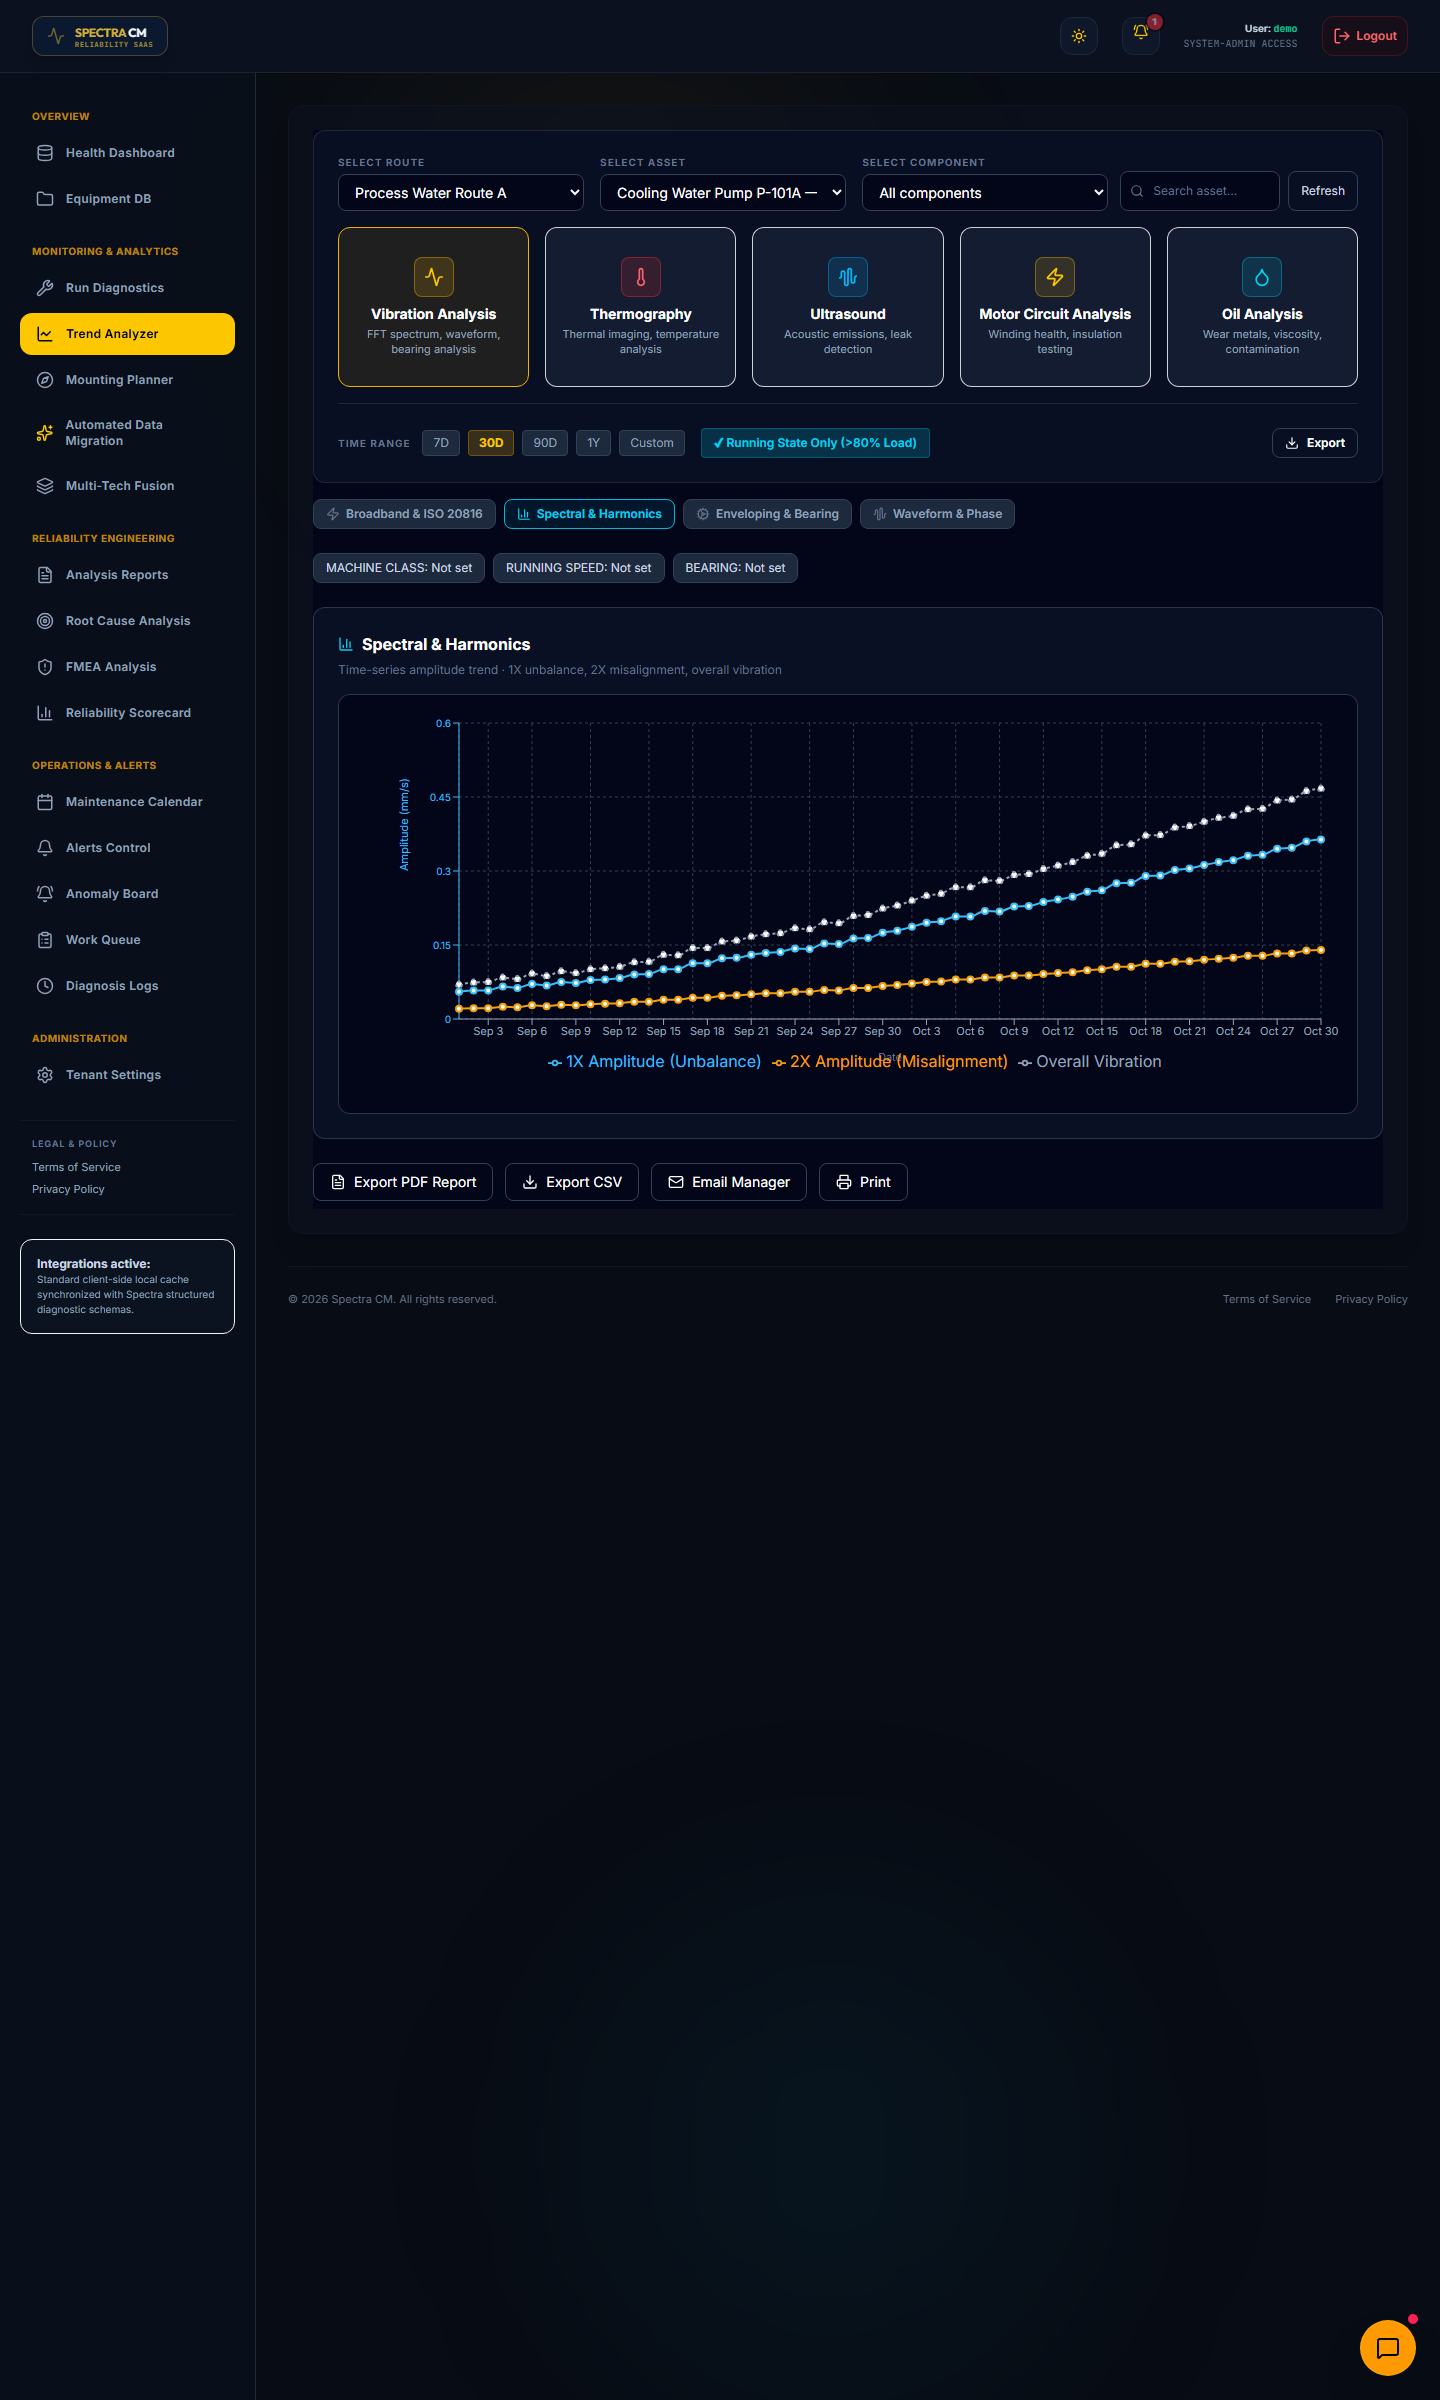 SPECTRA CM
RELIABILITY SAAS
1
User: demo
SYSTEM-ADMIN ACCESS
Logout
OVERVIEW
Health Dashboard
Equipment DB
MONITORING & ANALYTICS
Run Diagnostics
Trend Analyzer
Mounting Planner
Automated Data
Migration
Multi-Tech Fusion
RELIABILITY ENGINEERING
Analysis Reports
Root Cause Analysis
FMEA Analysis
Reliability Scorecard
OPERATIONS & ALERTS
Maintenance Calendar
Alerts Control
Anomaly Board
Work Queue
Diagnosis Logs
ADMINISTRATION
Tenant Settings
LEGAL & POLICY
Terms of Service
Privacy Policy
Integrations active:
Standard client-side local cache
synchronized with Spectra structured
diagnostic schemas.
SELECT ROUTE
Process Water Route A
SELECT ASSET
Cooling Water Pump P-101A —
SELECT COMPONENT
All components
Search asset...
Refresh
Vibration Analysis
FFT spectrum, waveform,
bearing analysis
Thermography
Thermal imaging, temperature
analysis
Ultrasound
Acoustic emissions, leak
detection
Motor Circuit Analysis
Winding health, insulation
testing
Oil Analysis
Wear metals, viscosity,
contamination
TIME RANGE
7D
30D
90D
1Y
Custom
✓ Running State Only (>80% Load)
Export
Broadband & ISO 20816
Spectral & Harmonics
Enveloping & Bearing
Waveform & Phase
MACHINE CLASS: Not set
RUNNING SPEED: Not set
BEARING: Not set
Spectral & Harmonics
Time-series amplitude trend · 1X unbalance, 2X misalignment, overall vibration
Amplitude (mm/s)
0.6
0.45
0.3
0.15
0
Sep 3 Sep 6 Sep 9 Sep 12 Sep 15 Sep 18 Sep 21 Sep 24 Sep 27 Sep 30 Oct 3 Oct 6 Oct 9 Oct 12 Oct 15 Oct 18 Oct 21 Oct 24 Oct 27 Oct 30
Date
1X Amplitude (Unbalance) 2X Amplitude (Misalignment) Overall Vibration
Export PDF Report
Export CSV
Email Manager
Print
© 2026 Spectra CM. All rights reserved.
Terms of Service
Privacy Policy